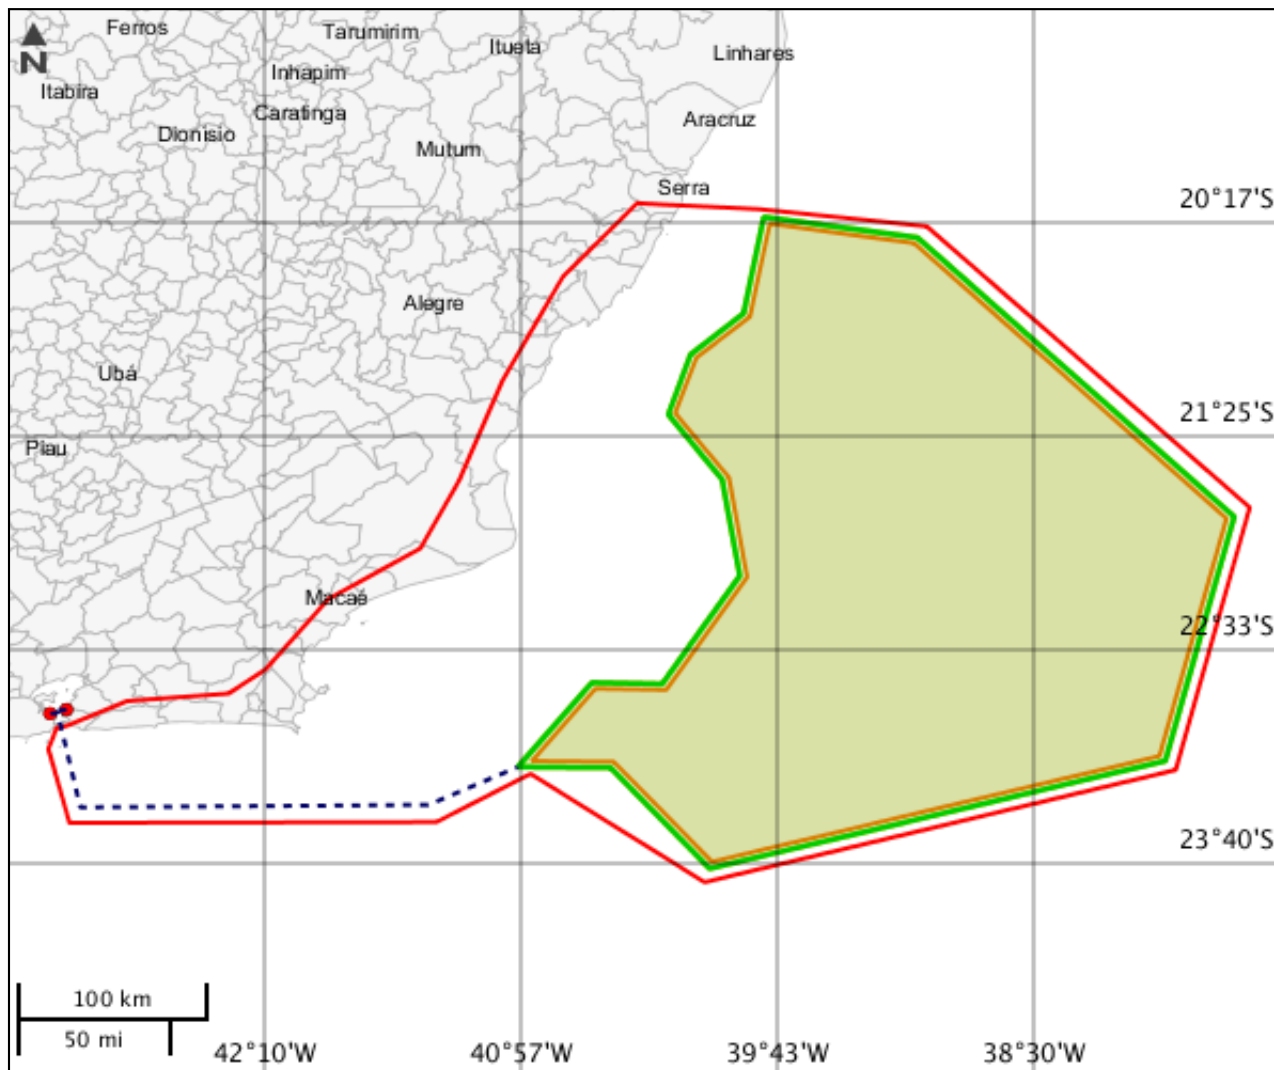 Ferros
Tarumirim
Itueta
Linhares
N
Inhapim
Itabira
Caratinga
Aracruz
Dionísio
Mutum
Serra
20°17'S
Alegre
Ubá
21°25'S
Piau
Macaé
22°33'S
23°40'S
100 km
50 mi
42°10'W
40°57'W
39°43'W
38°30'W